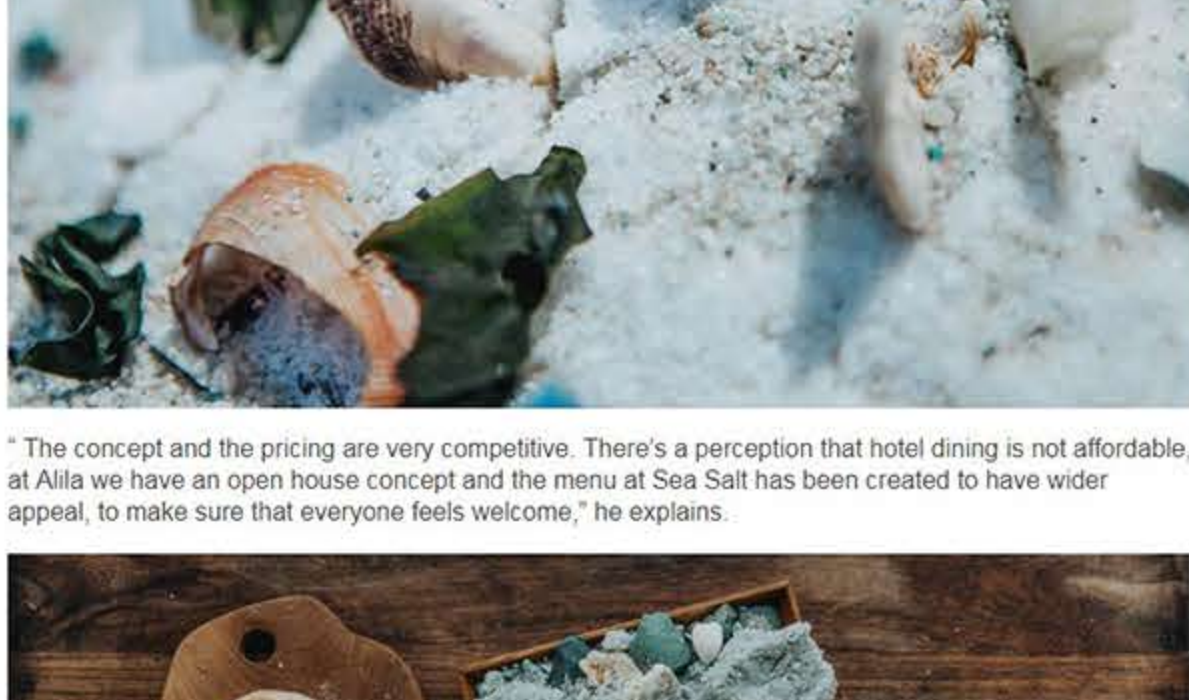 “ The concept and the pricing are very competitive. There's a perception that hotel dining is not affordable,
at Alila we have an open house concept and the menu at Sea Salt has been created to have wider
appeal, to make sure that everyone feels welcome,” he explains.